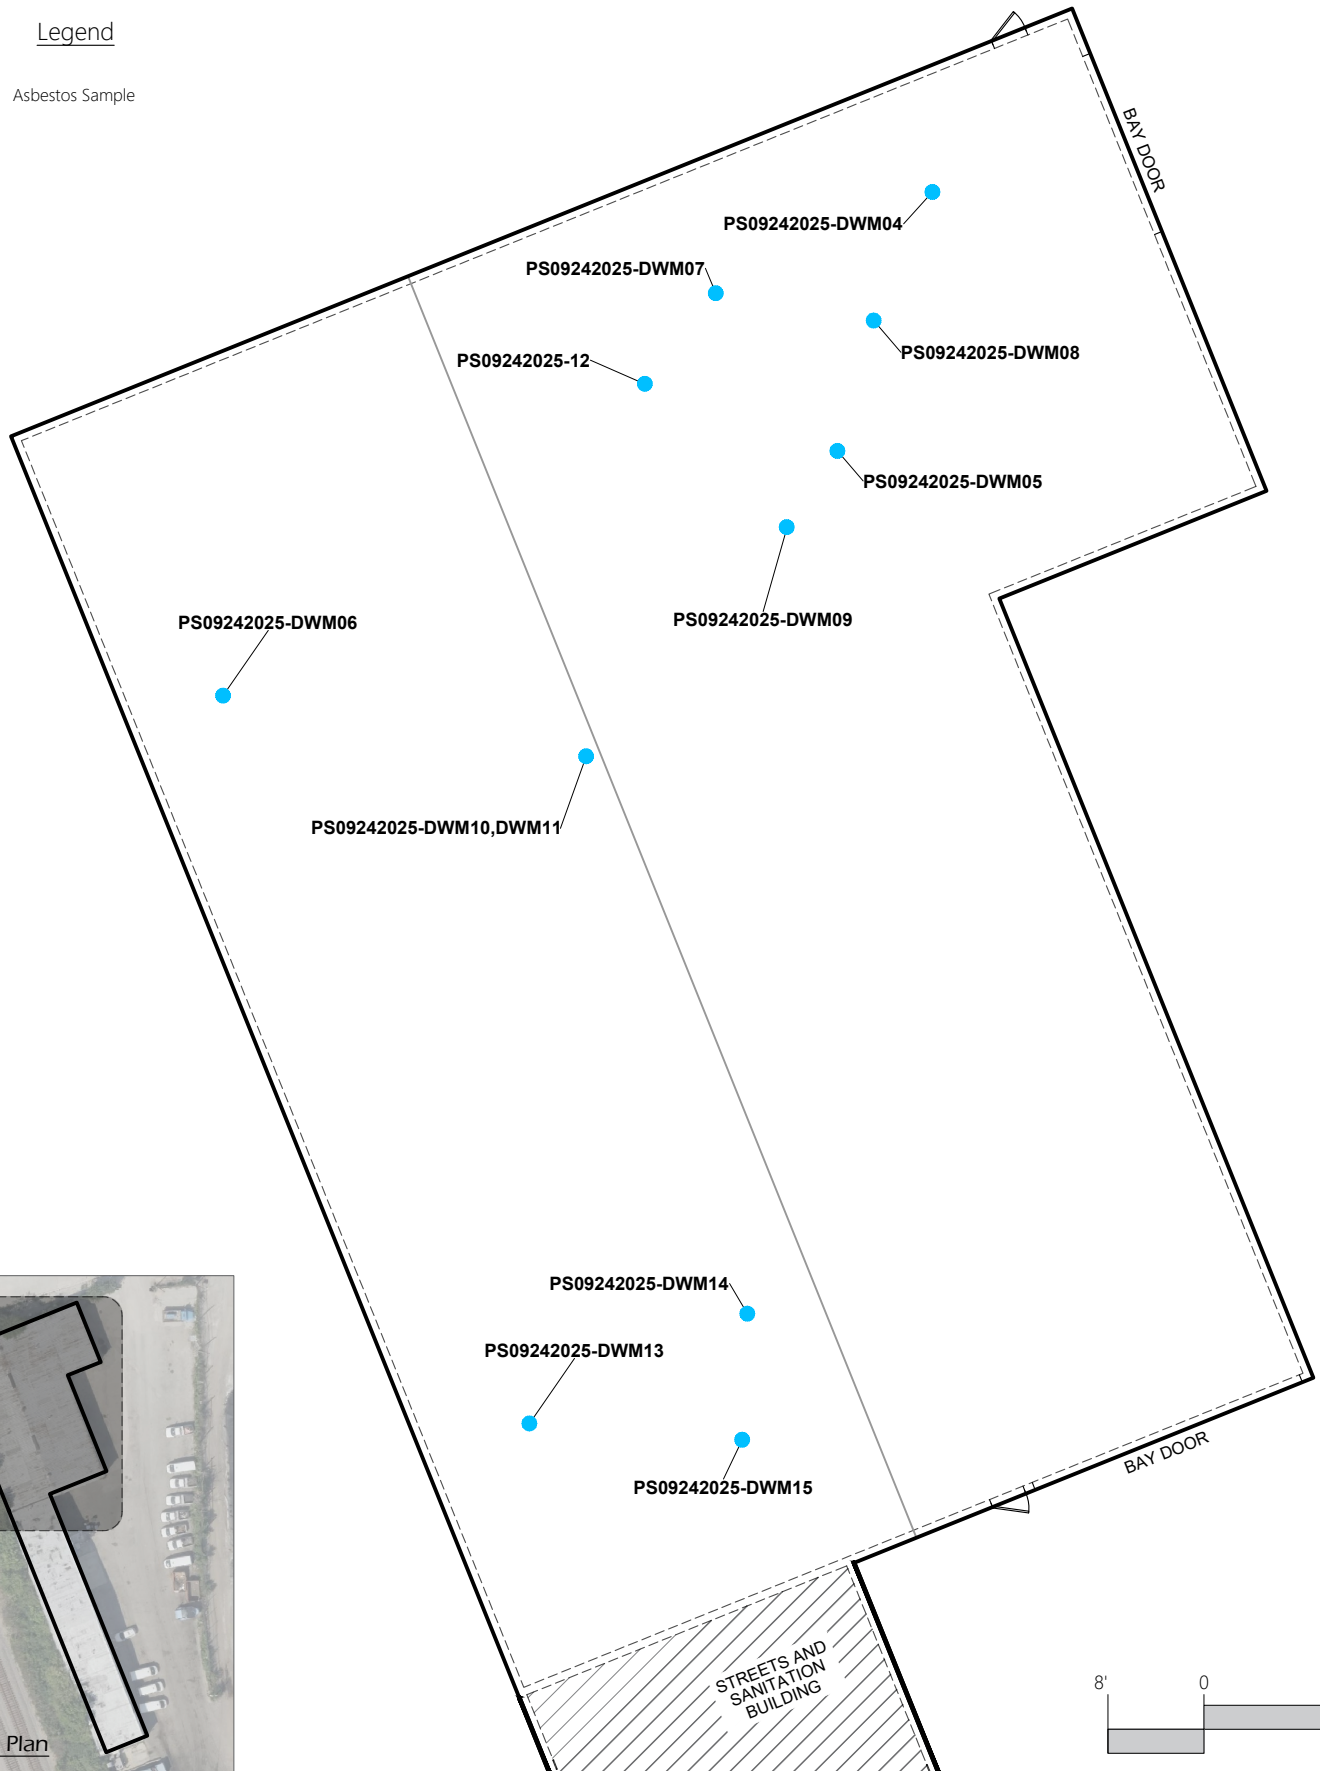 Legend
Asbestos Sample
BAY DOOR
PS09242025-DWM04
PS09242025-DWM07
PS09242025-DWM08
PS09242025-12
PS09242025-DWM05
PS09242025-DWM09
PS09242025-DWM06
PS09242025-DWM10,DWM11
PS09242025-DWM14
PS09242025-DWM13
PS09242025-DWM15
BAY DOOR
STREETS AND
SANITATION
BUILDING
8'
0
Plan